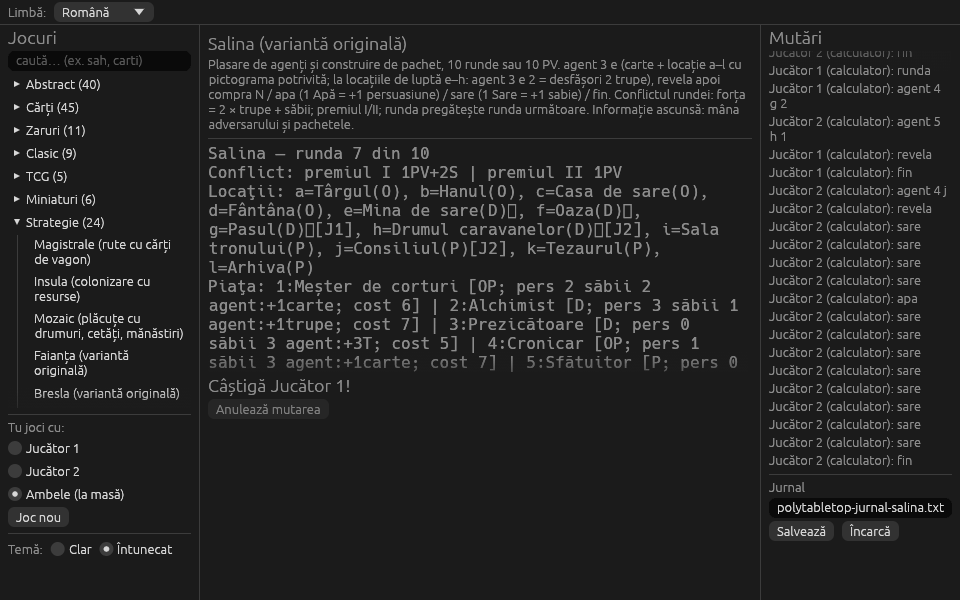 Limbă: Română
Jocuri
caută… (ex. sah, carti)
Abstract (40)
Cărți (45)
Zaruri (11)
Clasic (9)
TCG (5)
Miniaturi (6)
Strategie (24)
Magistrale (rute cu cărți
de vagon)
Insula (colonizare cu
resurse)
Mozaic (plăcuțe cu
drumuri, cetăți, mănăstiri)
Faianța (variantă
originală)
Bresla (variantă originală)
Tu joci cu:
Jucător 1
Jucător 2
Ambele (la masă)
Joc nou
Temă: Clar Întunecat
Salina (variantă originală)
Plasare de agenți și construire de pachet, 10 runde sau 10 PV. agent 3 e (carte + locație a–l cu
pictograma potrivită; la locațiile de luptă e–h: agent 3 e 2 = desfășori 2 trupe), revela apoi
compra N / apa (1 Apă = +1 persuasiune) / sare (1 Sare = +1 sabie) / fin. Conflictul rundei: forța
= 2 × trupe + săbii; premiul I/II; runda pregătește runda următoare. Informație ascunsă: mâna
adversarului și pachetele.
Salina — runda 7 din 10
Conflict: premiul I 1PV+2S | premiul II 1PV
Locații: a=Târgul(O), b=Hanul(O), c=Casa de sare(O),
d=Fântâna(O), e=Mina de sare(D), f=Oaza(D),
g=Pasul(D)[J1], h=Drumul caravanelor(D)[J2], i=Sala
tronului(P), j=Consiliul(P)[J2], k=Tezaurul(P),
l=Arhiva(P)
Piața: 1:Meșter de corturi [OP; pers 2 săbii 2
agent:+1carte; cost 6] | 2:Alchimist [D; pers 3 săbii 1
agent:+1trupe; cost 7] | 3:Prezicătoare [D; pers 0
săbii 3 agent:+3T; cost 5] | 4:Cronicar [OP; pers 1
săbii 3 agent:+1carte; cost 7] | 5:Sfătuitor [P; pers 0
Câștigă Jucător 1!
Anulează mutarea
Mutări
Jucător 2 (calculator): fin
Jucător 1 (calculator): runda
Jucător 1 (calculator): agent 4
g 2
Jucător 2 (calculator): agent 5
h 1
Jucător 1 (calculator): revela
Jucător 1 (calculator): fin
Jucător 2 (calculator): agent 4 j
Jucător 2 (calculator): revela
Jucător 2 (calculator): sare
Jucător 2 (calculator): sare
Jucător 2 (calculator): sare
Jucător 2 (calculator): sare
Jucător 2 (calculator): apa
Jucător 2 (calculator): sare
Jucător 2 (calculator): sare
Jucător 2 (calculator): sare
Jucător 2 (calculator): sare
Jucător 2 (calculator): sare
Jucător 2 (calculator): sare
Jucător 2 (calculator): sare
Jucător 2 (calculator): sare
Jucător 2 (calculator): fin
Jurnal
polytabletop-jurnal-salina.txt
Salvează Încarcă